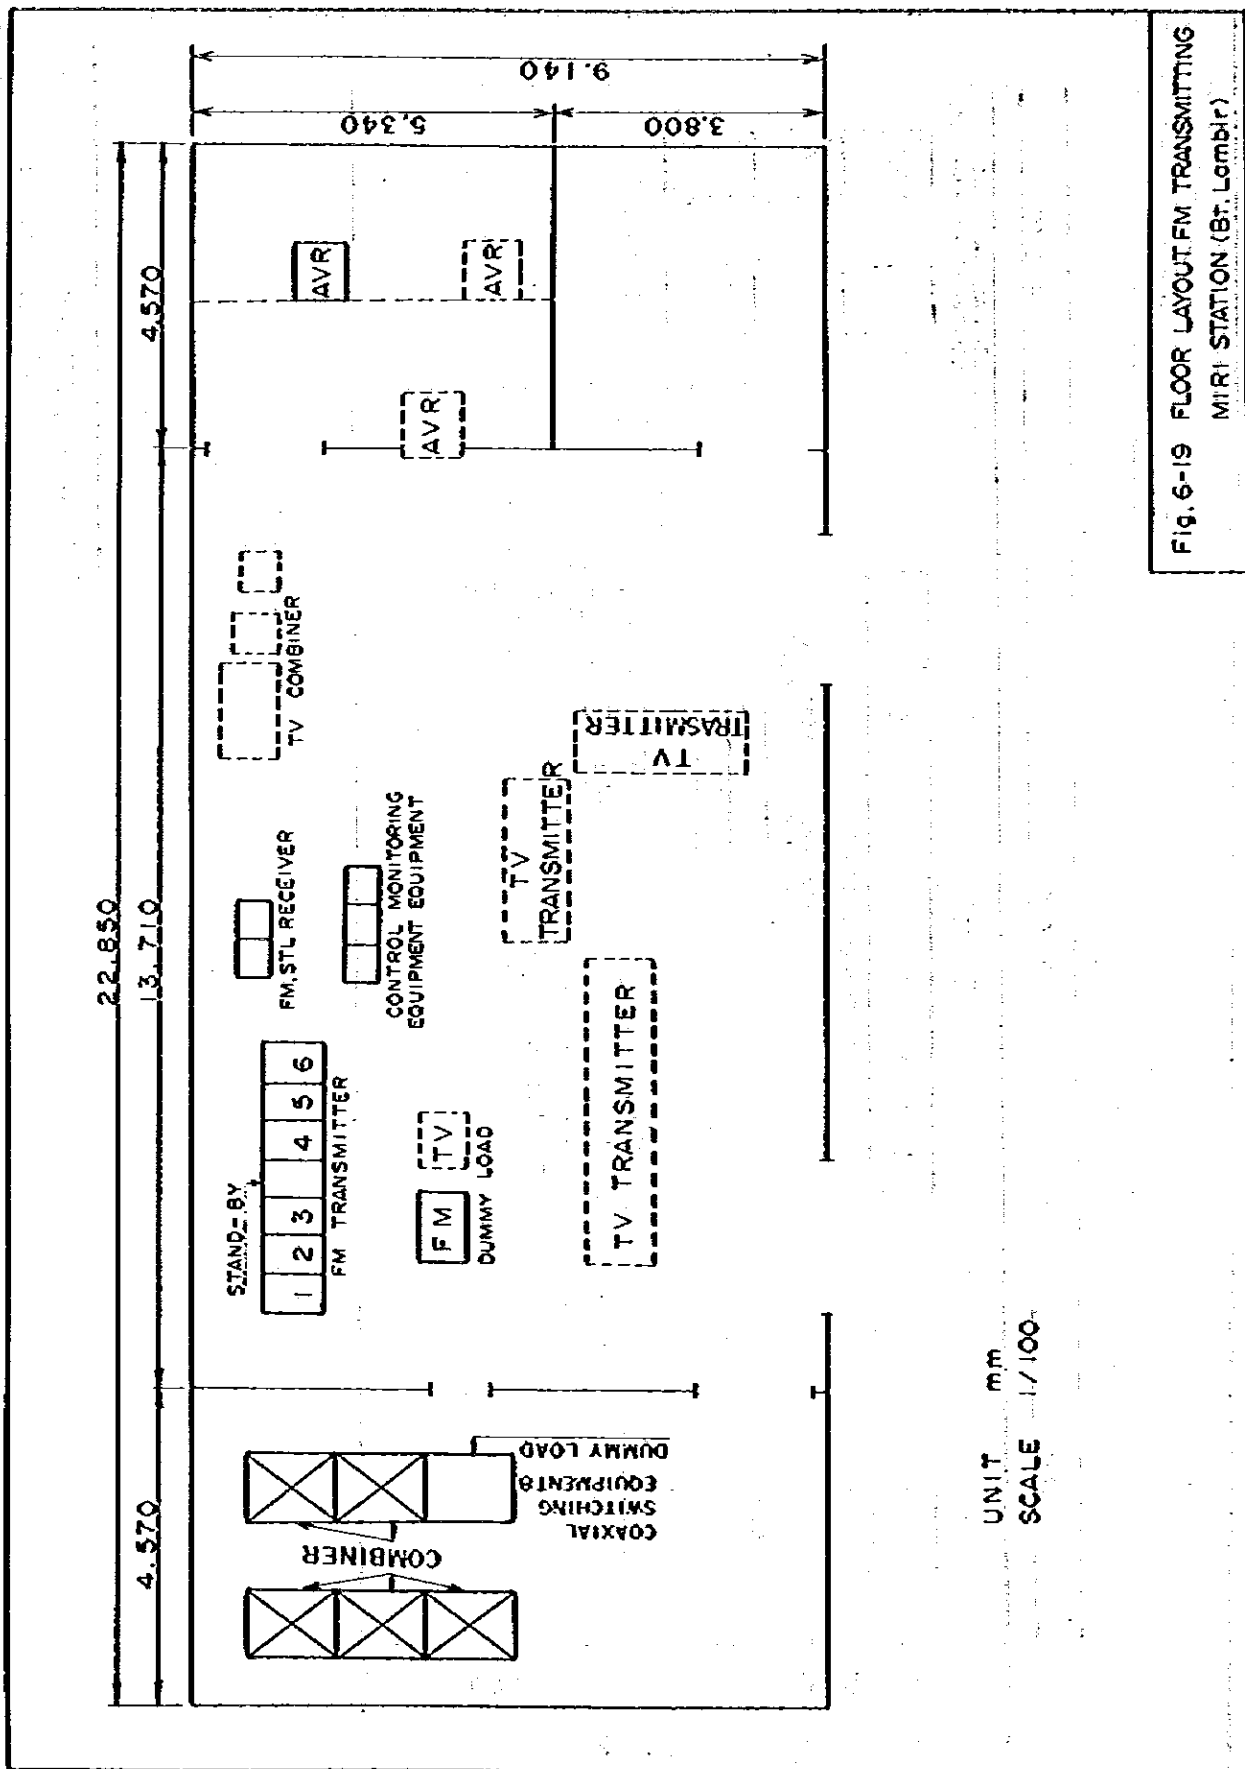 22.850
4.570
13.710
4.570
9.140
5,340
3.800
STAND-BY
1 2 3 4 5 6
FM TRANSMITTER
FM.STL RECEIVER
TV COMBINER
CONTROL MONITORING
EQUIPMENT EQUIPMENT
AVR
AVR
AVR
COMBINER
COAXIAL
SWITCHING
EQUIPMENT&
DUMMY LOAD
FM
TV
DUMMY LOAD
TV
TRANSMITTER
TV TRANSMITTER
TV
TRASMITTER
UNIT mm
SCALE 1/100
Fig. 6-19 FLOOR LAYOUT.FM TRANSMITTING
MIRI STATION (Bt. Lambir)